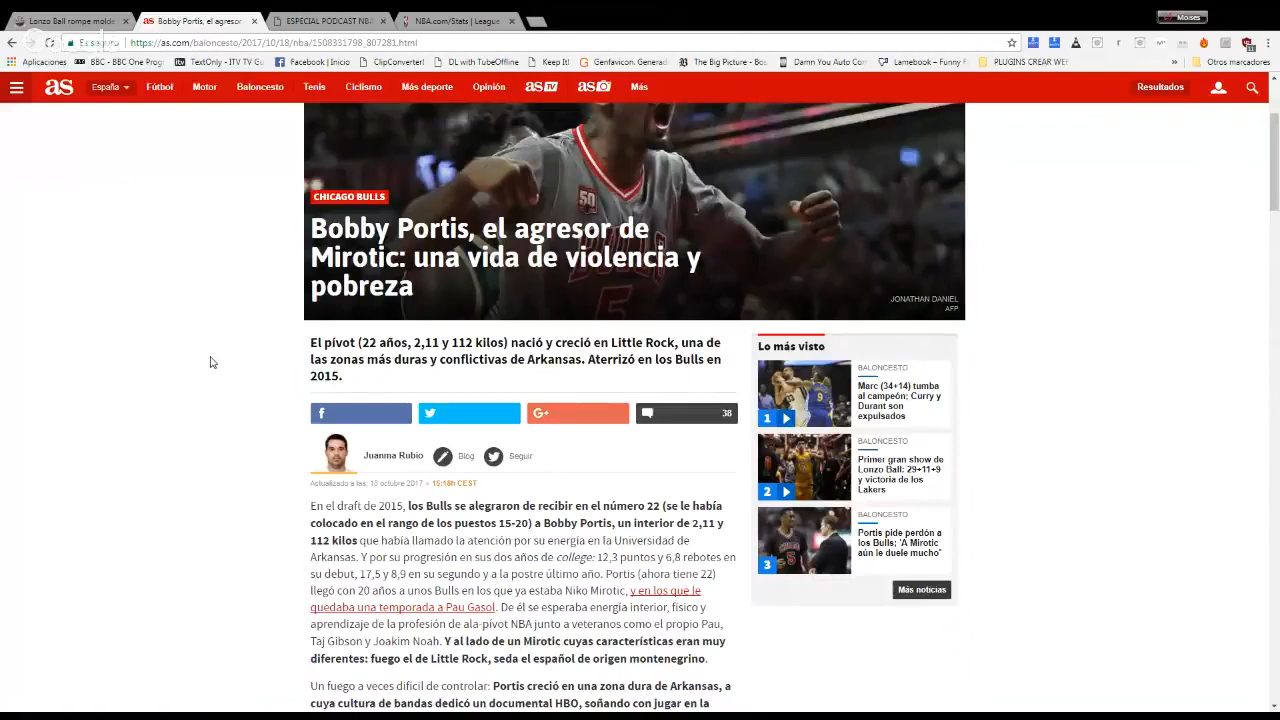 Lonzo Ball rompe molde
as Bobby Portis, el agresor
ESPECIAL PODCAST NBA
NBA.com/Stats | League
Moises
Es seguro https://as.com/baloncesto/2017/10/18/nba/1508331798_807281.html
Aplicaciones
BBC - BBC One Prog
TextOnly - ITV TV Gu
Facebook | Inicio
ClipConverter!
DL with TubeOffline
Keep It!
Genfavicon. Generad
The Big Picture - Bos
Damn You Auto Corr
Lamebook – Funny F
PLUGINS CREAR WEB
»
Otros marcadores
as
España
Fútbol
Motor
Baloncesto
Tenis
Ciclismo
Más deporte
Opinión
as TV
as
Más
Resultados
50
BULLS
5
CHICAGO BULLS
Bobby Portis, el agresor de
Mirotic: una vida de violencia y
pobreza
JONATHAN DANIEL
AFP
El pívot (22 años, 2,11 y 112 kilos) nació y creció en Little Rock, una de
las zonas más duras y conflictivas de Arkansas. Aterrizó en los Bulls en
2015.
38
Juanma Rubio
Blog
Seguir
Actualizado a las: 18 octubre 2017 • 15:18h CEST
En el draft de 2015, los Bulls se alegraron de recibir en el número 22 (se le había
colocado en el rango de los puestos 15-20) a Bobby Portis, un interior de 2,11 y
112 kilos que había llamado la atención por su energía en la Universidad de
Arkansas. Y por su progresión en sus dos años de college: 12,3 puntos y 6,8 rebotes en
su debut, 17,5 y 8,9 en su segundo y a la postre último año. Portis (ahora tiene 22)
llegó con 20 años a unos Bulls en los que ya estaba Niko Mirotic, y en los que le
quedaba una temporada a Pau Gasol. De él se esperaba energía interior, físico y
aprendizaje de la profesión de ala-pívot NBA junto a veteranos como el propio Pau,
Taj Gibson y Joakim Noah. Y al lado de un Mirotic cuyas características eran muy
diferentes: fuego el de Little Rock, seda el español de origen montenegrino.
Un fuego a veces difícil de controlar: Portis creció en una zona dura de Arkansas, a
cuya cultura de bandas dedicó un documental HBO, soñando con jugar en la
Lo más visto
BALONCESTO
Marc (34+14) tumba
al campeón; Curry y
Durant son
expulsados
1
BALONCESTO
Primer gran show de
Lonzo Ball: 29+11+9
y victoria de los
Lakers
2
BALONCESTO
Portis pide perdón a
los Bulls; 'A Mirotic
aún le duele mucho"
3
Más noticias